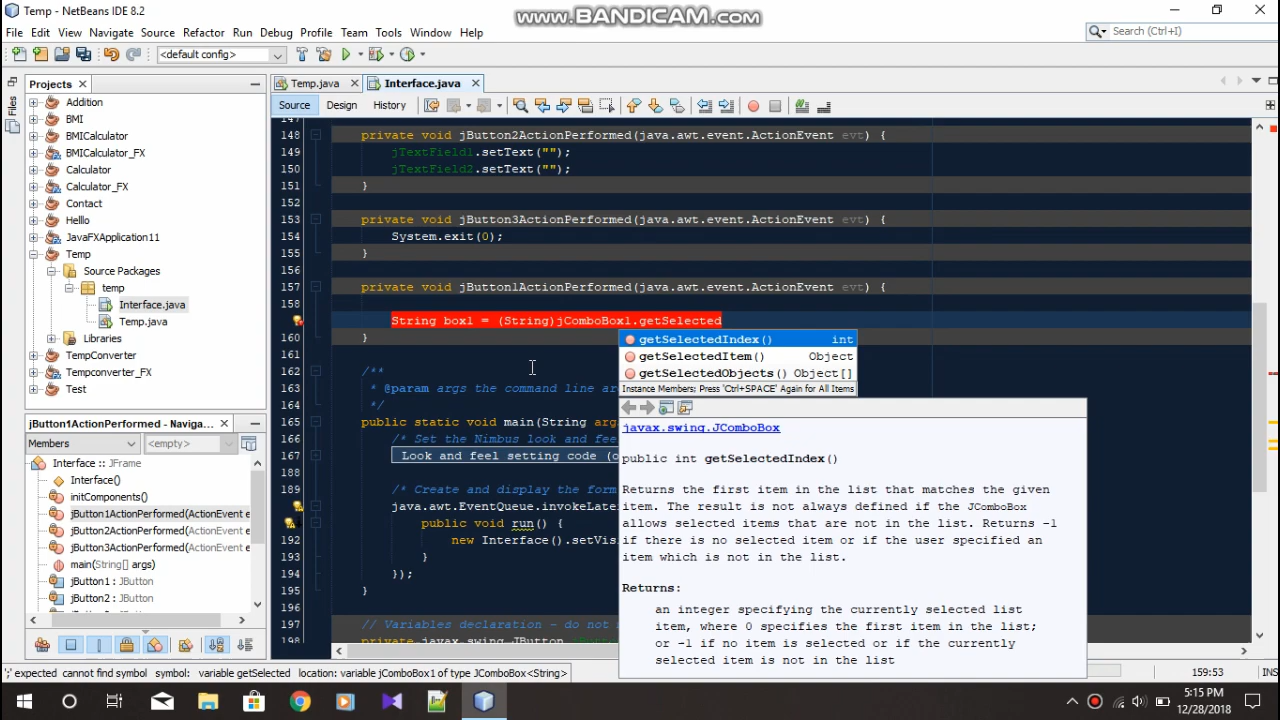 Temp - NetBeans IDE 8.2
www.BANDICAM.com
File Edit View Navigate Source Refactor Run Debug Profile Team Tools Window Help
Search (Ctrl+I)
<default config>
Files
Projects
Addition
BMI
BMICalculator
BMICalculator_FX
Calculator
Calculator_FX
Contact
Helllo
JavaFXApplication11
Temp
Source Packages
temp
Interface.java
Temp.java
Libraries
TempConverter
Tempconverter_FX
Test
jButton1ActionPerformed - Naviga...
Members
<empty>
Interface :: JFrame
Interface()
initComponents()
jButton1ActionPerformed(ActionEvent e
jButton2ActionPerformed(ActionEvent e
jButton3ActionPerformed(ActionEvent e
main(String[] args)
jButton1 : JButton
jButton2 : JButton
Temp.java Interface.java
Source Design History
147
148 private void jButton2ActionPerformed(java.awt.event.ActionEvent evt) {
149 jTextField1.setText("");
150 jTextField2.setText("");
151 }
152
153 private void jButton3ActionPerformed(java.awt.event.ActionEvent evt) {
154 System.exit(0);
155 }
156
157 private void jButton1ActionPerformed(java.awt.event.ActionEvent evt) {
158
String box1 = (String)jComboBox1.getSelected
160 }
161
162 /**
163 * @param args the command line ar
164 */
165 public static void main(String arg
166 /* Set the Nimbus look and fee
167 Look and feel setting code (o
188
189 /* Create and display the form
java.awt.EventQueue.invokeLate
public void run() {
192 new Interface().setVis
193 }
194 });
195 }
196
197 // Variables declaration - do not
198 private javax.swing.JButton
getSelectedIndex() int
getSelectedItem() Object
getSelectedObjects() Object[]
Instance Members: Press 'Ctrl+SPACE' Again for All Items
javax.swing.JComboBox
public int getSelectedIndex()
Returns the first item in the list that matches the given
item. The result is not always defined if the JComboBox
allows selected items that are not in the list. Returns -1
if there is no selected item or if the user specified an
item which is not in the list.
Returns:
an integer specifying the currently selected list
item, where 0 specifies the first item in the list;
or -1 if no item is selected or if the currently
selected item is not in the list
';' expected cannot find symbol symbol: variable getSelected location: variable jComboBox1 of type JComboBox<String>
159:53 INS
5:15 PM
12/28/2018